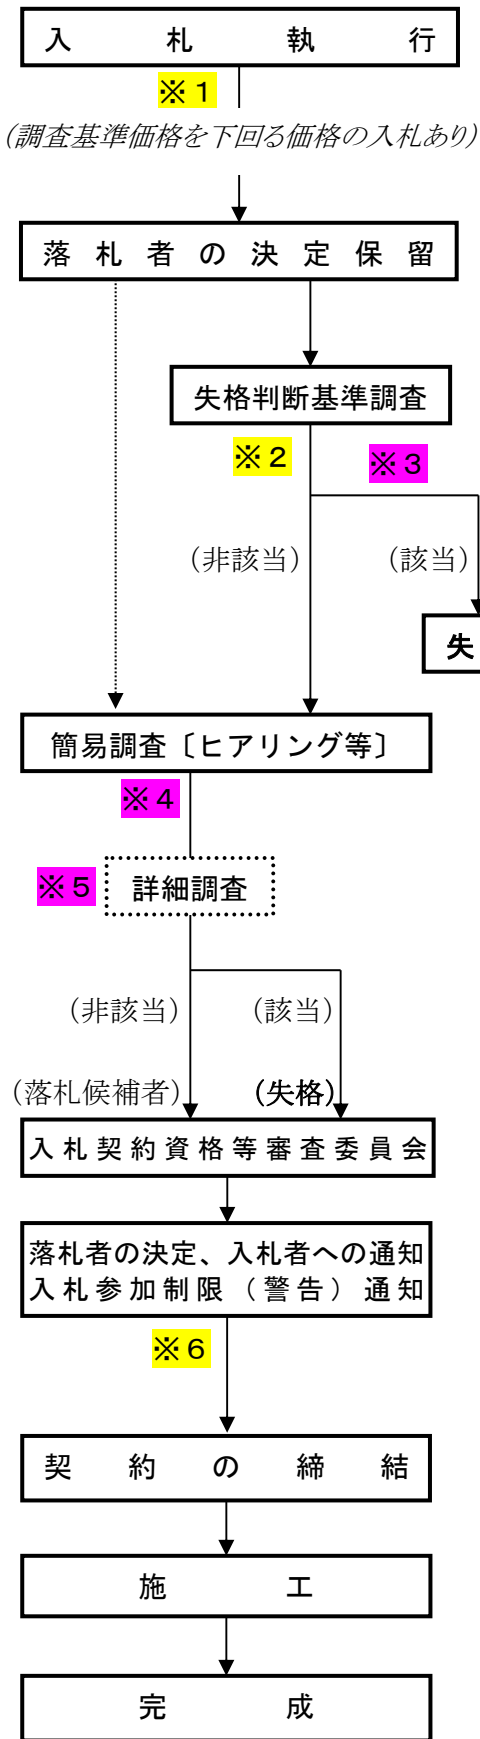 入札執行
※１
(調査基準価格を下回る価格の入札あり)
落札者の決定保留
失格判断基準調査
※２ ※３
（非該当） （該当）
失
簡易調査〔ヒアリング等〕
※４
※５ 詳細調査
（非該当） （該当）
（落札候補者） （失格）
入札契約資格等審査委員会
落札者の決定、入札者への通知
入札参加制限（警告）通知
※６
契約の締結
施工
完成